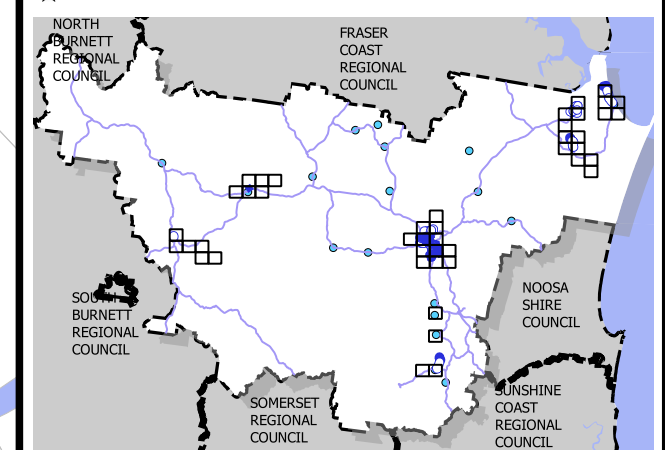 NORTH
BURNETT
REGIONAL
COUNCIL
FRASER
COAST
REGIONAL
COUNCIL
SOUTH
BURNETT
REGIONAL
COUNCIL
NOOSA
SHIRE
COUNCIL
SOMERSET
REGIONAL
COUNCIL
SUNSHINE
COAST
REGIONAL
COUNCIL